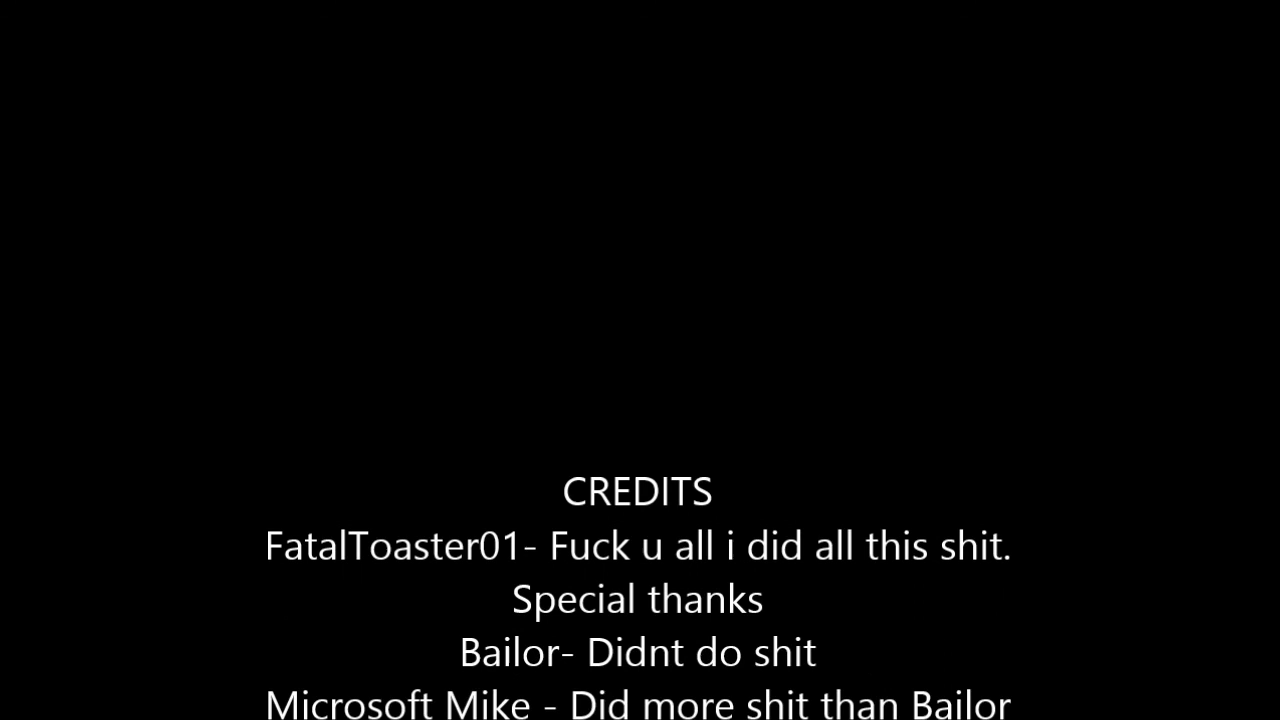 CREDITS
FatalToaster01- Fuck u all i did all this shit.
Special thanks
Bailor- Didnt do shit
Microsoft Mike - Did more shit than Bailor